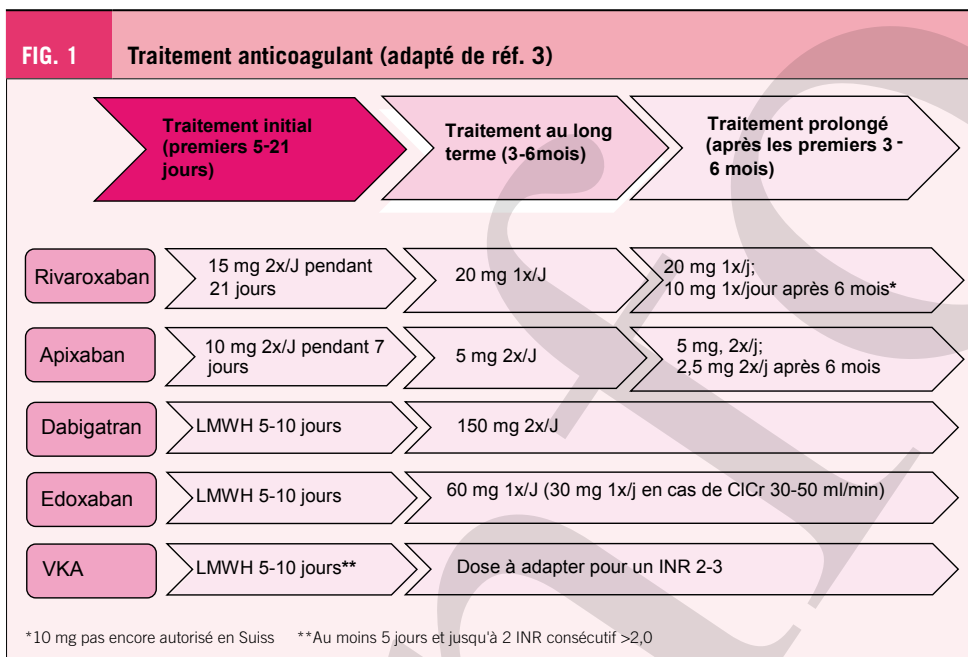 FIG. 1
Traitement anticoagulant (adapté de réf. 3)
Traitement initial
(premiers 5-21
jours)
Traitement au long
terme (3-6mois)
Traitement prolongé
(après les premiers 3 -
6 mois)
Rivaroxaban
15 mg 2x/J pendant
21 jours
20 mg 1x/J
20 mg 1x/j;
10 mg 1x/jour après 6 mois*
Apixaban
10 mg 2x/J pendant 7
jours
5 mg 2x/J
5 mg, 2x/j;
2,5 mg 2x/j après 6 mois
Dabigatran
LMWH 5-10 jours
150 mg 2x/J
Edoxaban
LMWH 5-10 jours
60 mg 1x/J (30 mg 1x/j en cas de ClCr 30-50 ml/min)
VKA
LMWH 5-10 jours**
Dose à adapter pour un INR 2-3
*10 mg pas encore autorisé en Suiss **Au moins 5 jours et jusqu'à 2 INR consécutif >2,0